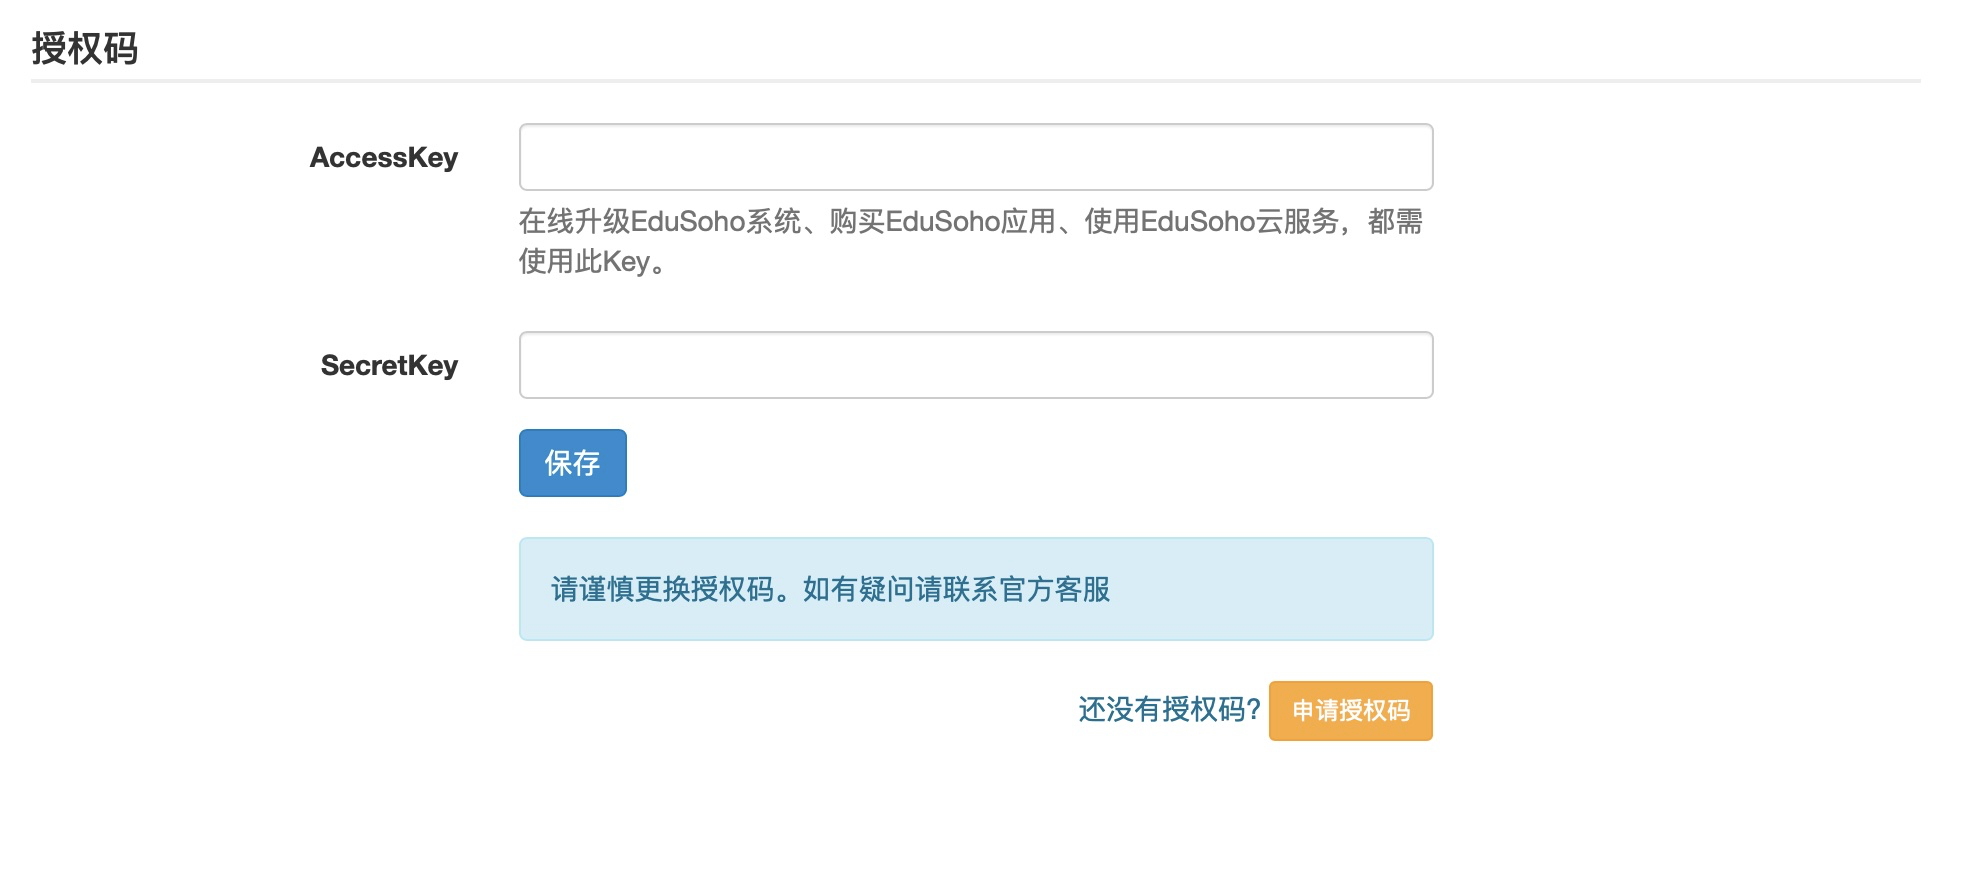 授权码
AccessKey
在线升级EduSoho系统、购买EduSoho应用、使用EduSoho云服务，都需
使用此Key。
SecretKey
保存
请谨慎更换授权码。如有疑问请联系官方客服
还没有授权码? 申请授权码